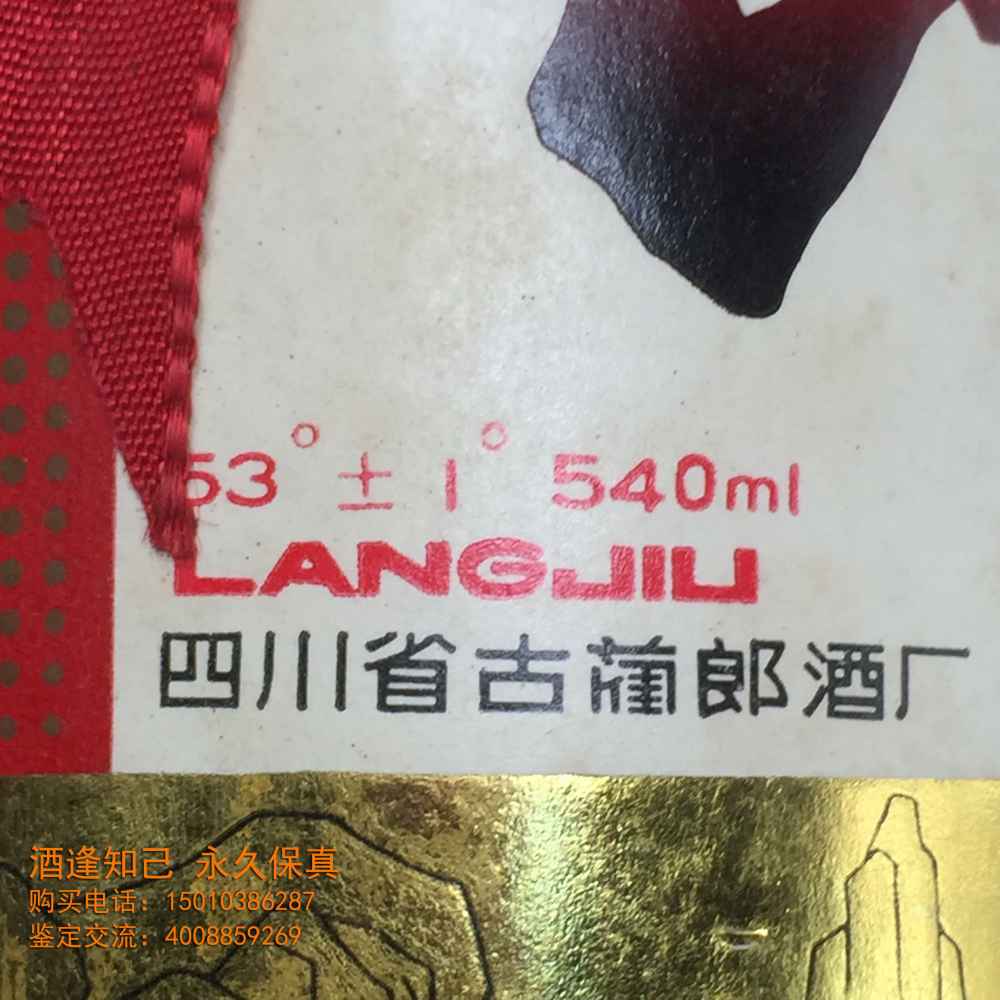 53°±1° 540ml
LANGJIU
四川省古蔺郎酒厂
酒逢知己 永久保真
购买电话：15010386287
鉴定交流：4008859269